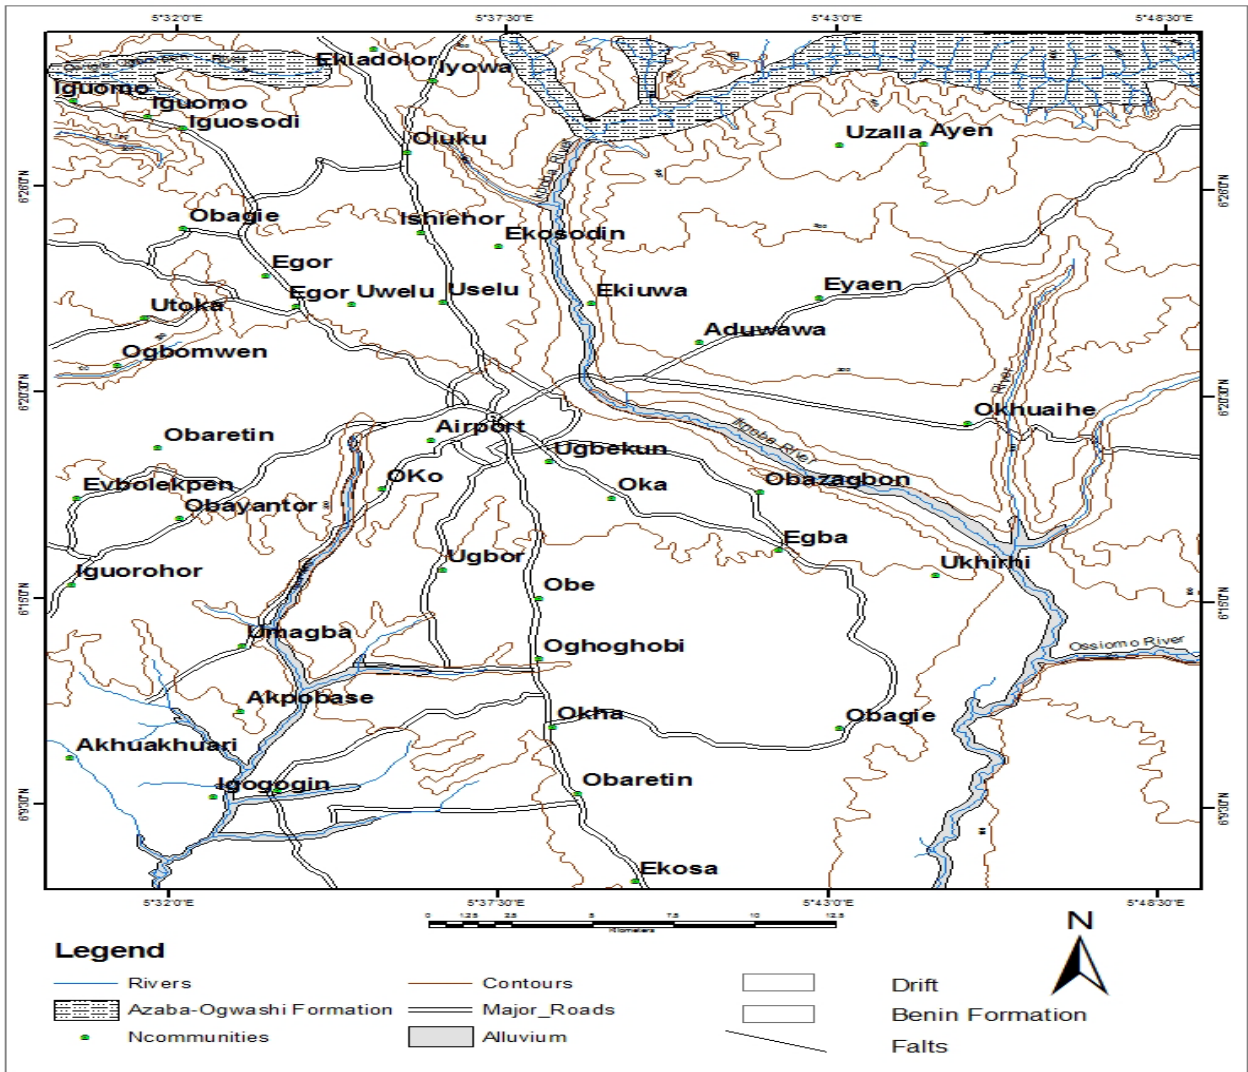 5°32'0"E 5°37'30"E 5°43'0"E 5°48'30"E
Ekiadolor
Iyowa
River
Iguomo
Iguomo
Iguosodi
Oluku
Uzalla Ayen
River
6°26'0"N 6°26'0"N
Obagie
Ishiehor
Ekosodin
Egor
Egor Uwelu Uselu
Ekiuwa
Eyaen
Utoka
Aduwawa
Ogbomwen
River
6°20'30"N 6°20'30"N
Okhuaihe
Airport
Obaretin
River
Ugbekun
Evbolekpen
OKo
Oka
Obazagbon
Obayantor
Egba
Ugbor
Ukhirhi
Iguorohor
Obe
6°15'0"N 6°15'0"N
Umagba
Oghoghobi
Ossiomo River
Akpobase
Okha
Obagie
Akhuakhuari
Igogogin
Obaretin
6°9'30"N 6°9'30"N
Ekosa
5°32'0"E 5°37'30"E 5°43'0"E 5°48'30"E
0 1.25 2.5 5 7.5 10 12.5
Kilometers
N
Legend
Rivers Contours Drift
Azaba-Ogwashi Formation Major_Roads Benin Formation
Ncommunities Alluvium Falts